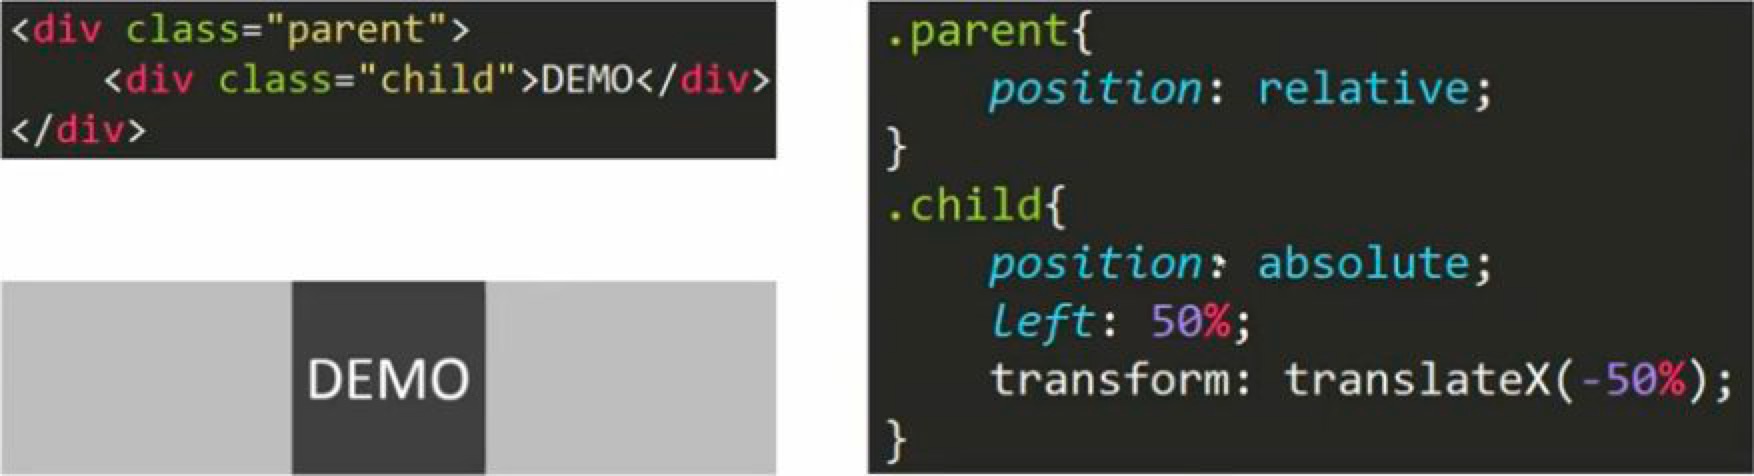 <div class="parent">
    <div class="child">DEMO</div>
</div>
DEMO
.parent{
    position: relative;
}
.child{
    position: absolute;
    left: 50%;
    transform: translateX(-50%);
}